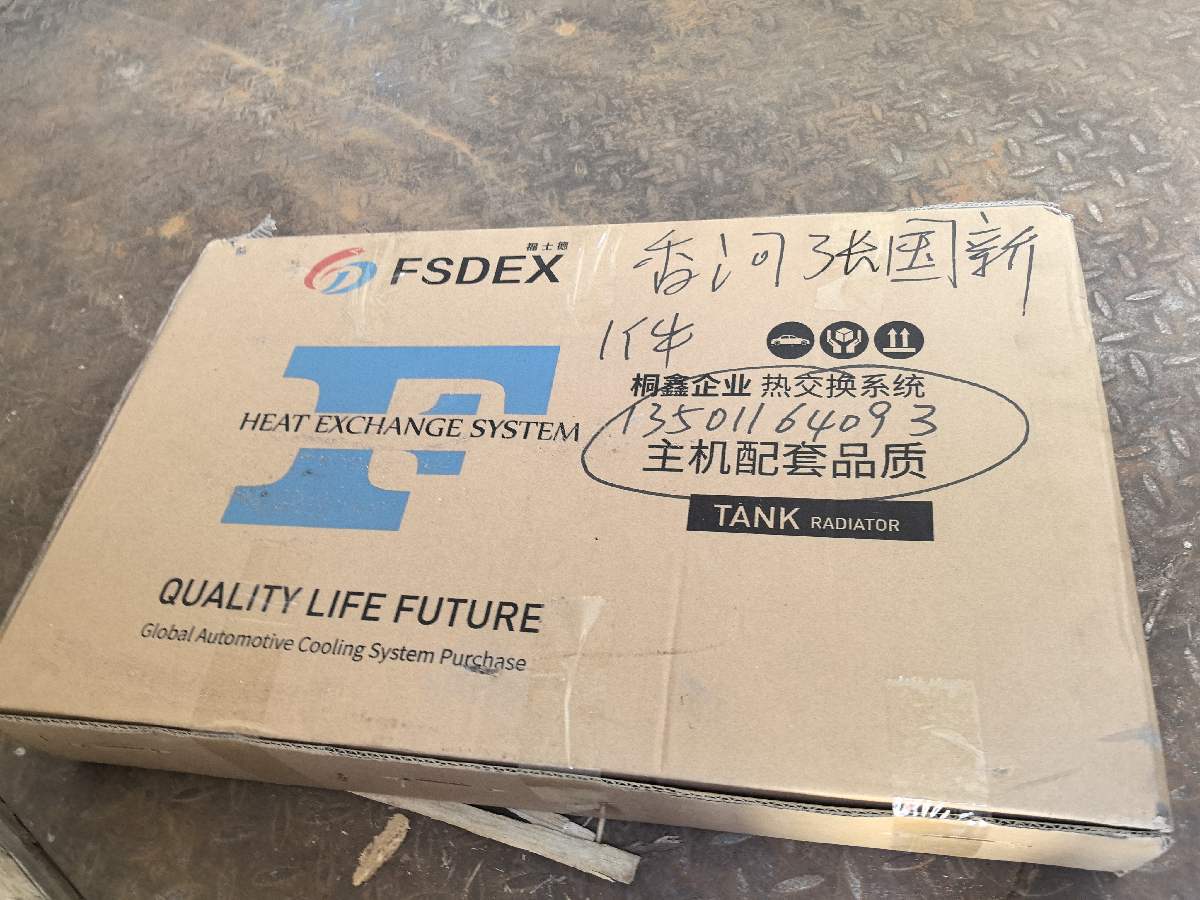 福士德
FSDEX
香河张国新
1件
HEAT EXCHANGE SYSTEM
桐鑫企业 热交换系统
13501164093
主机配套品质
TANK RADIATOR
QUALITY LIFE FUTURE
Global Automotive Cooling System Purchase